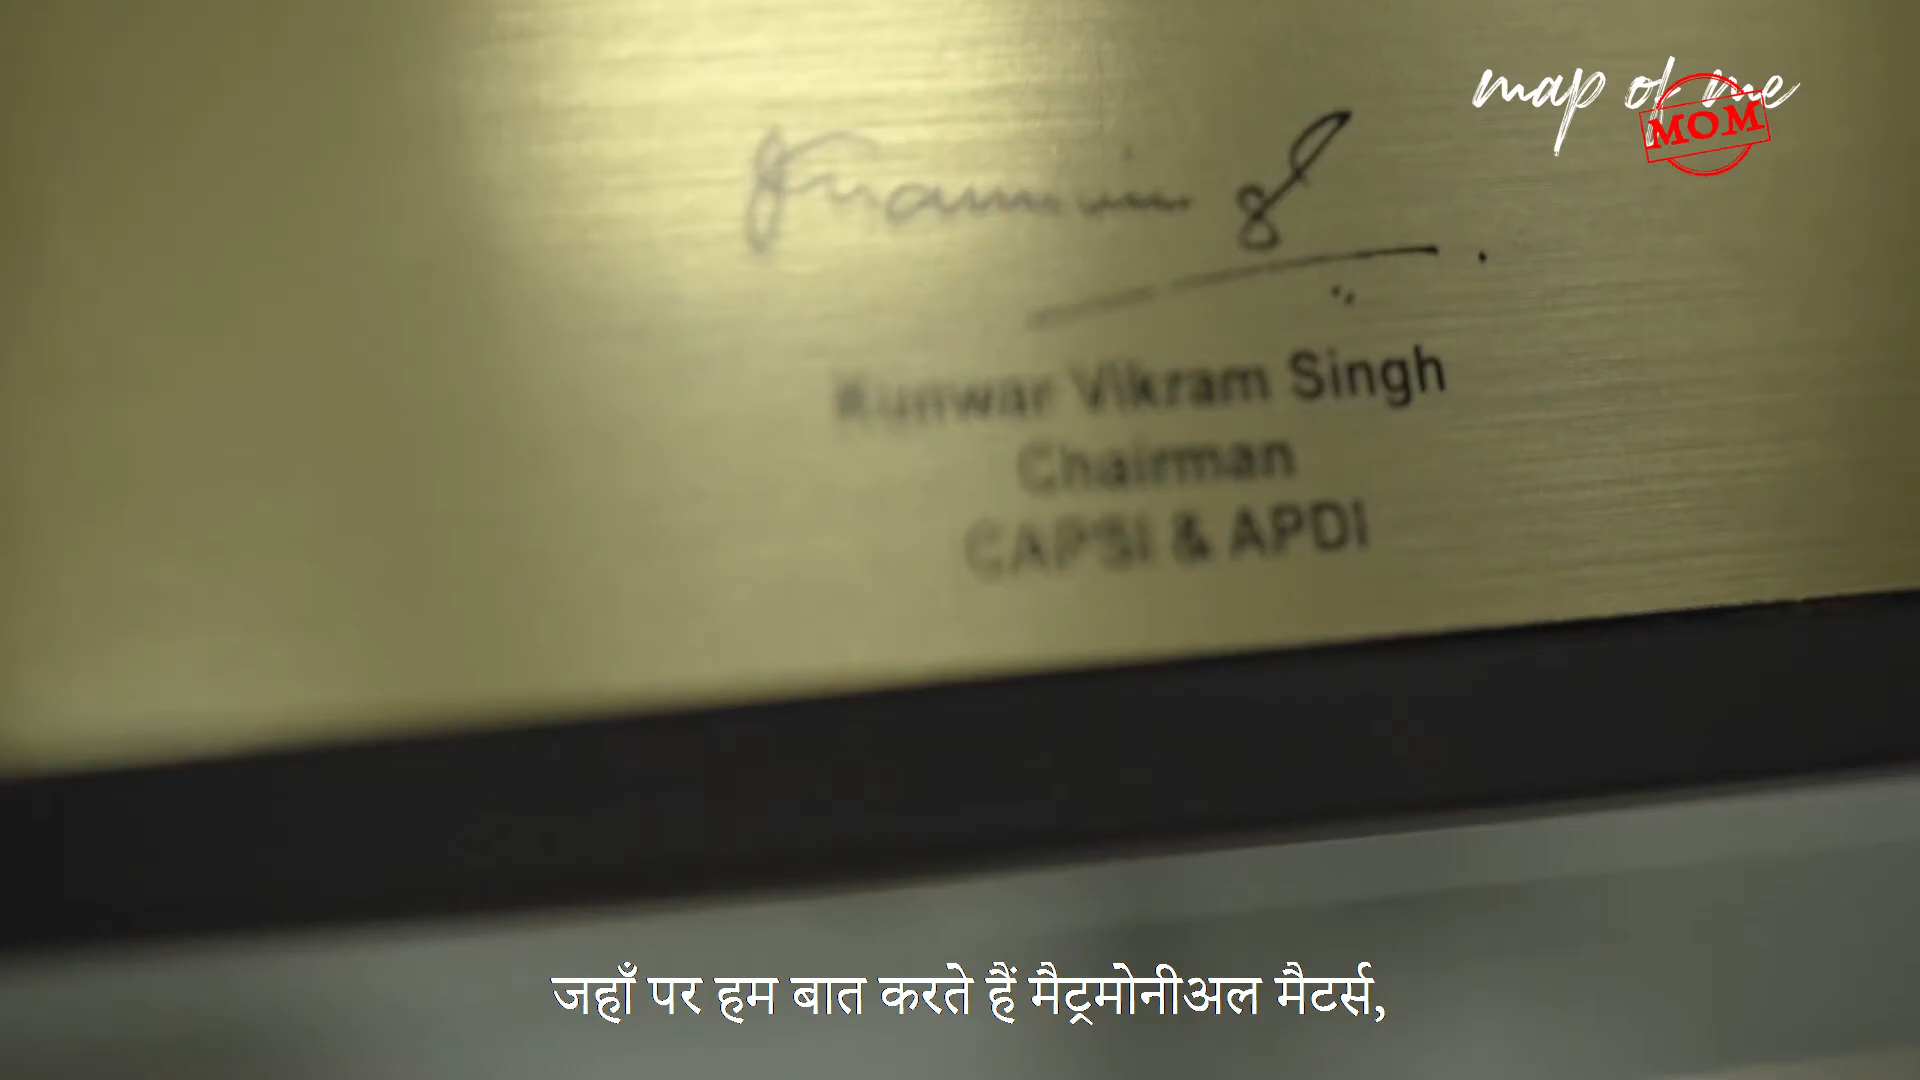 map of me
MOM
Kunwar Vikram Singh
Chairman
CAPSI & APDI
जहाँ पर हम बात करते हैं मैट्रमोनीअल मैटर्स,